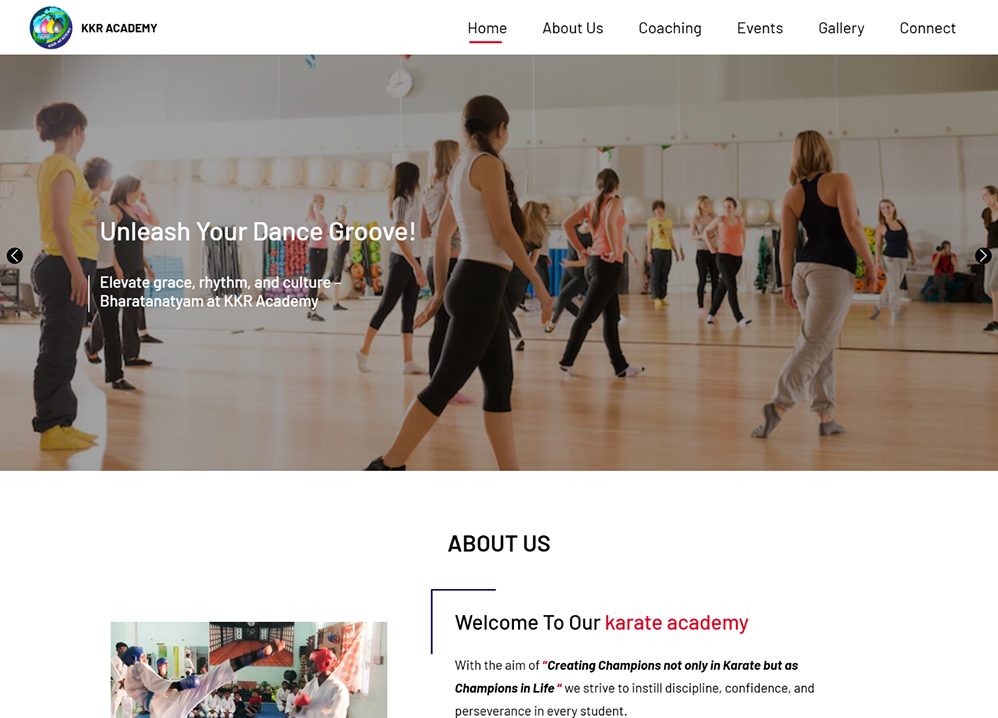 KKR ACADEMY
Home About Us Coaching Events Gallery Connect
Unleash Your Dance Groove!
Elevate grace, rhythm, and culture –
Bharatanatyam at KKR Academy
ABOUT US
Welcome To Our karate academy
With the aim of "Creating Champions not only in Karate but as
Champions in Life " we strive to instill discipline, confidence, and
perseverance in every student.